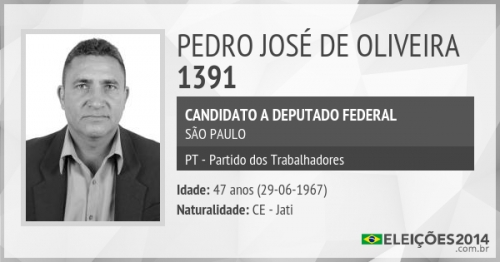 PEDRO JOSÉ DE OLIVEIRA
1391
CANDIDATO A DEPUTADO FEDERAL
SÃO PAULO
PT - Partido dos Trabalhadores
Idade: 47 anos (29-06-1967)
Naturalidade: CE - Jati
ELEIÇÕES2014
.com.br